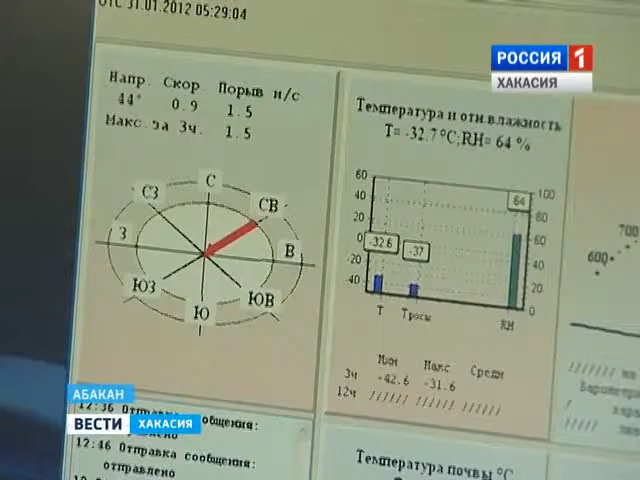 31.01.2012 05:29:04
РОССИЯ 1
ХАКАСИЯ
Напр. Скор. Порыв м/с
44° 0.9 1.5
Макс.за 3ч. 1.5
С
СЗ СВ
З В
ЮЗ ЮВ
Ю
Температура и отн.влажность
T= -32.7 °C;RH= 64 %
60
40
20
0
-20
-40
100
80
60
40
20
0
64
-32.6
-37
T Tросы RH
Мин Макс Средн
3ч -42.6 -31.6
12ч ////// ////// //////
700
600
/////// на
Барометри
АБАКАН
12:36 Отправка сообщения:
ВЕСТИ ХАКАСИЯ
12:46 Отправка сообщения:
отправлено
Температура почвы °C